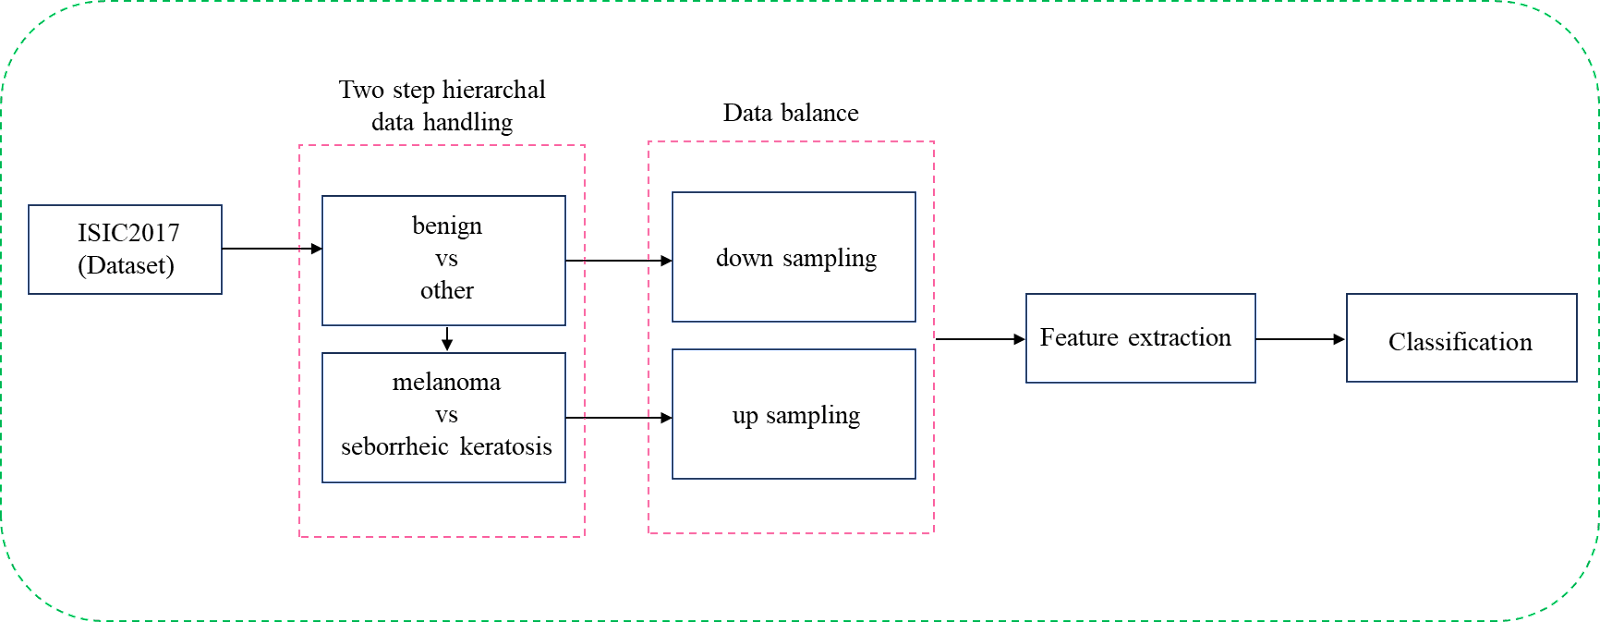 Two step hierarchal
data handling
Data balance
ISIC2017
(Dataset)
benign
vs
other
down sampling
melanoma
vs
seborrheic keratosis
up sampling
Feature extraction
Classification